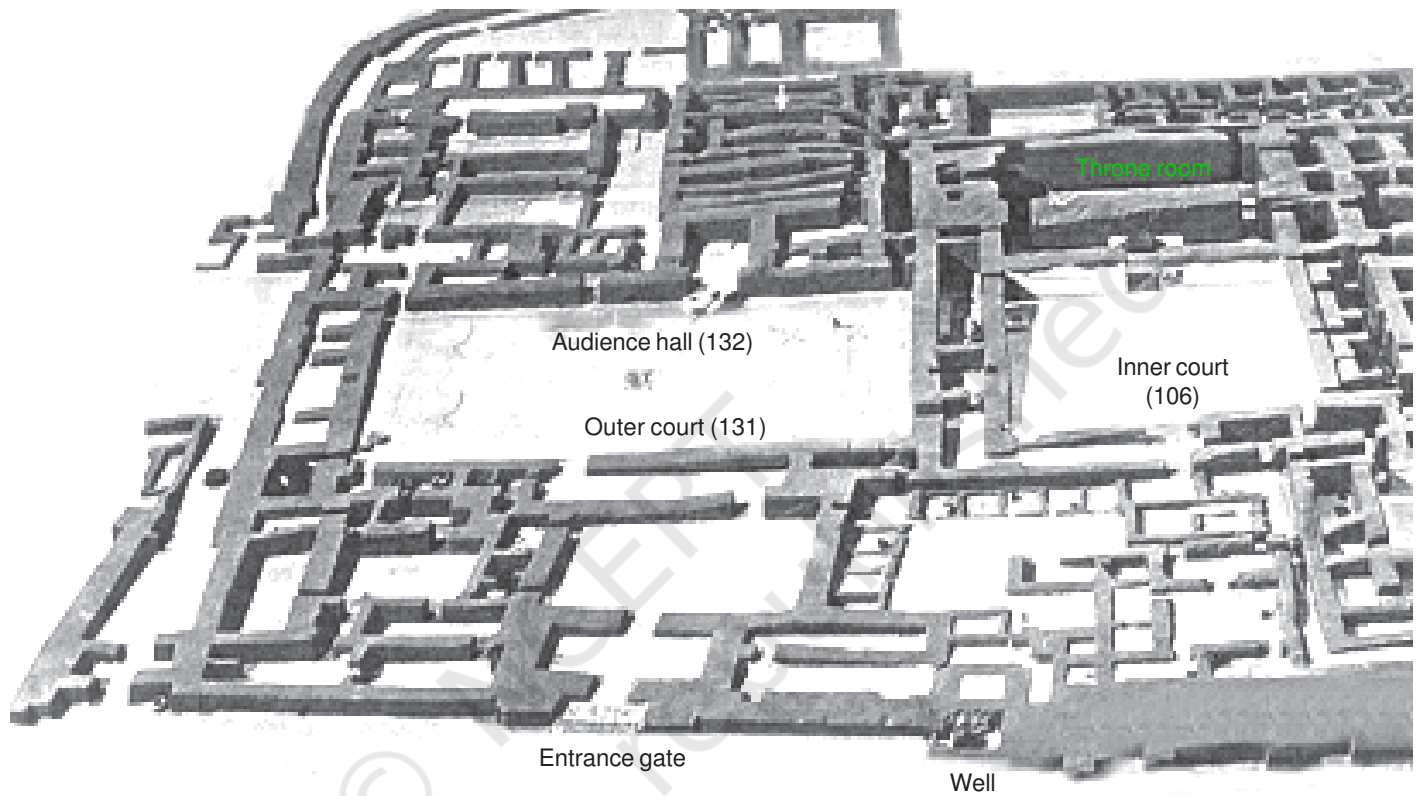 Throne room
Audience hall (132)
Inner court
(106)
Outer court (131)
Entrance gate
Well